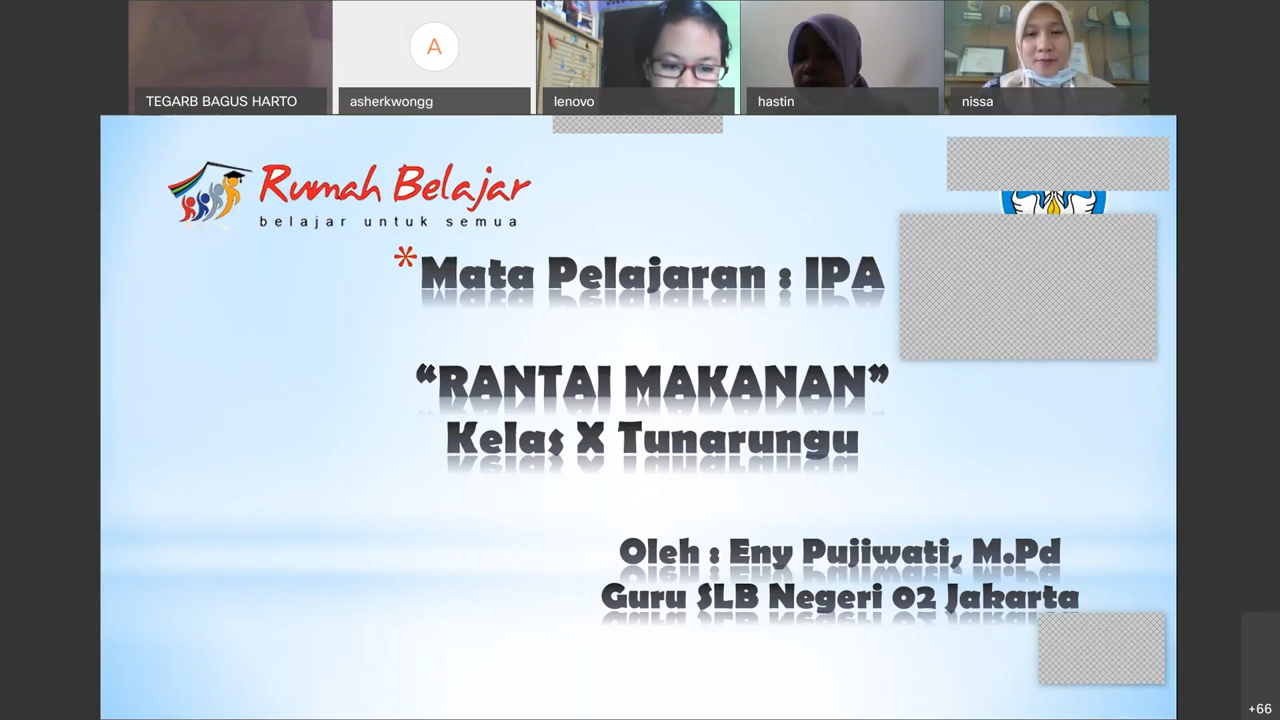 TEGARB BAGUS HARTO
A
asherkwongg
lenovo
hastin
nissa
Rumah Belajar
belajar untuk semua
*Mata Pelajaran : IPA
“RANTAI MAKANAN”
Kelas X Tunarungu
Oleh : Eny Pujiwati, M.Pd
Guru SLB Negeri 02 Jakarta
+66